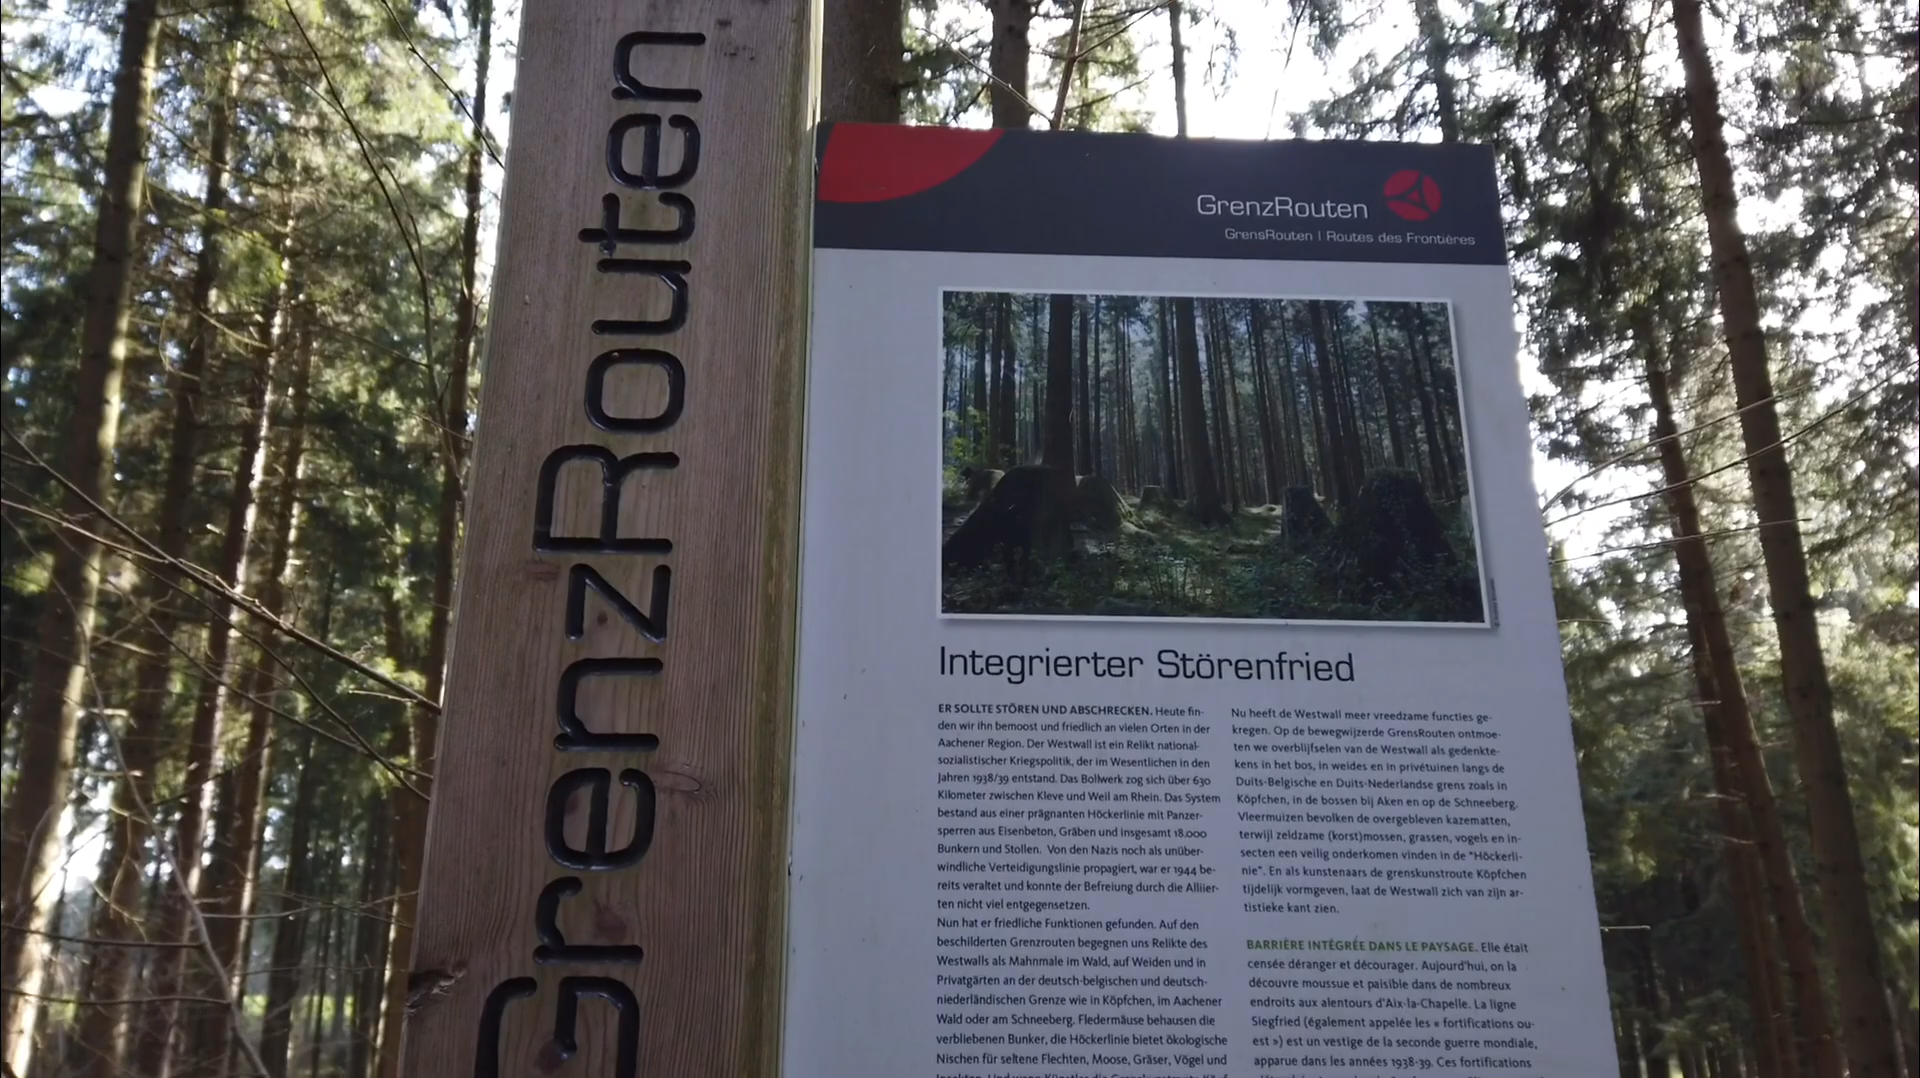 GrenzRouten
GrenzRouten
GrensRouten | Routes des Frontières
Integrierter Störenfried
ER SOLLTE STÖREN UND ABSCHRECKEN. Heute fin-
den wir ihn bemoost und friedlich an vielen Orten in der
Aachener Region. Der Westwall ist ein Relikt national-
sozialistischer Kriegspolitik, der im Wesentlichen in den
Jahren 1938/39 entstand. Das Bollwerk zog sich über 630
Kilometer zwischen Kleve und Weil am Rhein. Das System
bestand aus einer prägnanten Höckerlinie mit Panzer-
sperren aus Eisenbeton, Gräben und insgesamt 18.000
Bunkern und Stollen. Von den Nazis noch als unüber-
windliche Verteidigungslinie propagiert, war er 1944 be-
reits veraltet und konnte der Befreiung durch die Alliier-
ten nicht viel entgegensetzen.
Nun hat er friedliche Funktionen gefunden. Auf den
beschilderten Grenzrouten begegnen uns Relikte des
Westwalls als Mahnmale im Wald, auf Weiden und in
Privatgärten an der deutsch-belgischen und deutsch-
niederländischen Grenze wie in Köpfchen, im Aachener
Wald oder am Schneeberg. Fledermäuse behausen die
verbliebenen Bunker, die Höckerlinie bietet ökologische
Nischen für seltene Flechten, Moose, Gräser, Vögel und
Nu heeft de Westwall meer vreedzame functies ge-
kregen. Op de bewegwijzerde GrensRouten ontmoe-
ten we overblijfselen van de Westwall als gedenkte-
kens in het bos, in weides en in privétuinen langs de
Duits-Belgische en Duits-Nederlandse grens zoals in
Köpfchen, in de bossen bij Aken en op de Schneeberg.
Vleermuizen bevolken de overgebleven kazematten,
terwijl zeldzame (korst)mossen, grassen, vogels en in-
secten een veilig onderkomen vinden in de "Höckerli-
nie". En als kunstenaars de grenskunstroute Köpfchen
tijdelijk vormgeven, laat de Westwall zich van zijn ar-
tistieke kant zien.
BARRIÈRE INTÉGRÉE DANS LE PAYSAGE. Elle était
censée déranger et décourager. Aujourd'hui, on la
découvre moussue et paisible dans de nombreux
endroits aux alentours d'Aix-la-Chapelle. La ligne
Siegfried (également appelée les « fortifications ou-
est ») est un vestige de la seconde guerre mondiale,
apparue dans les années 1938-39. Ces fortifications